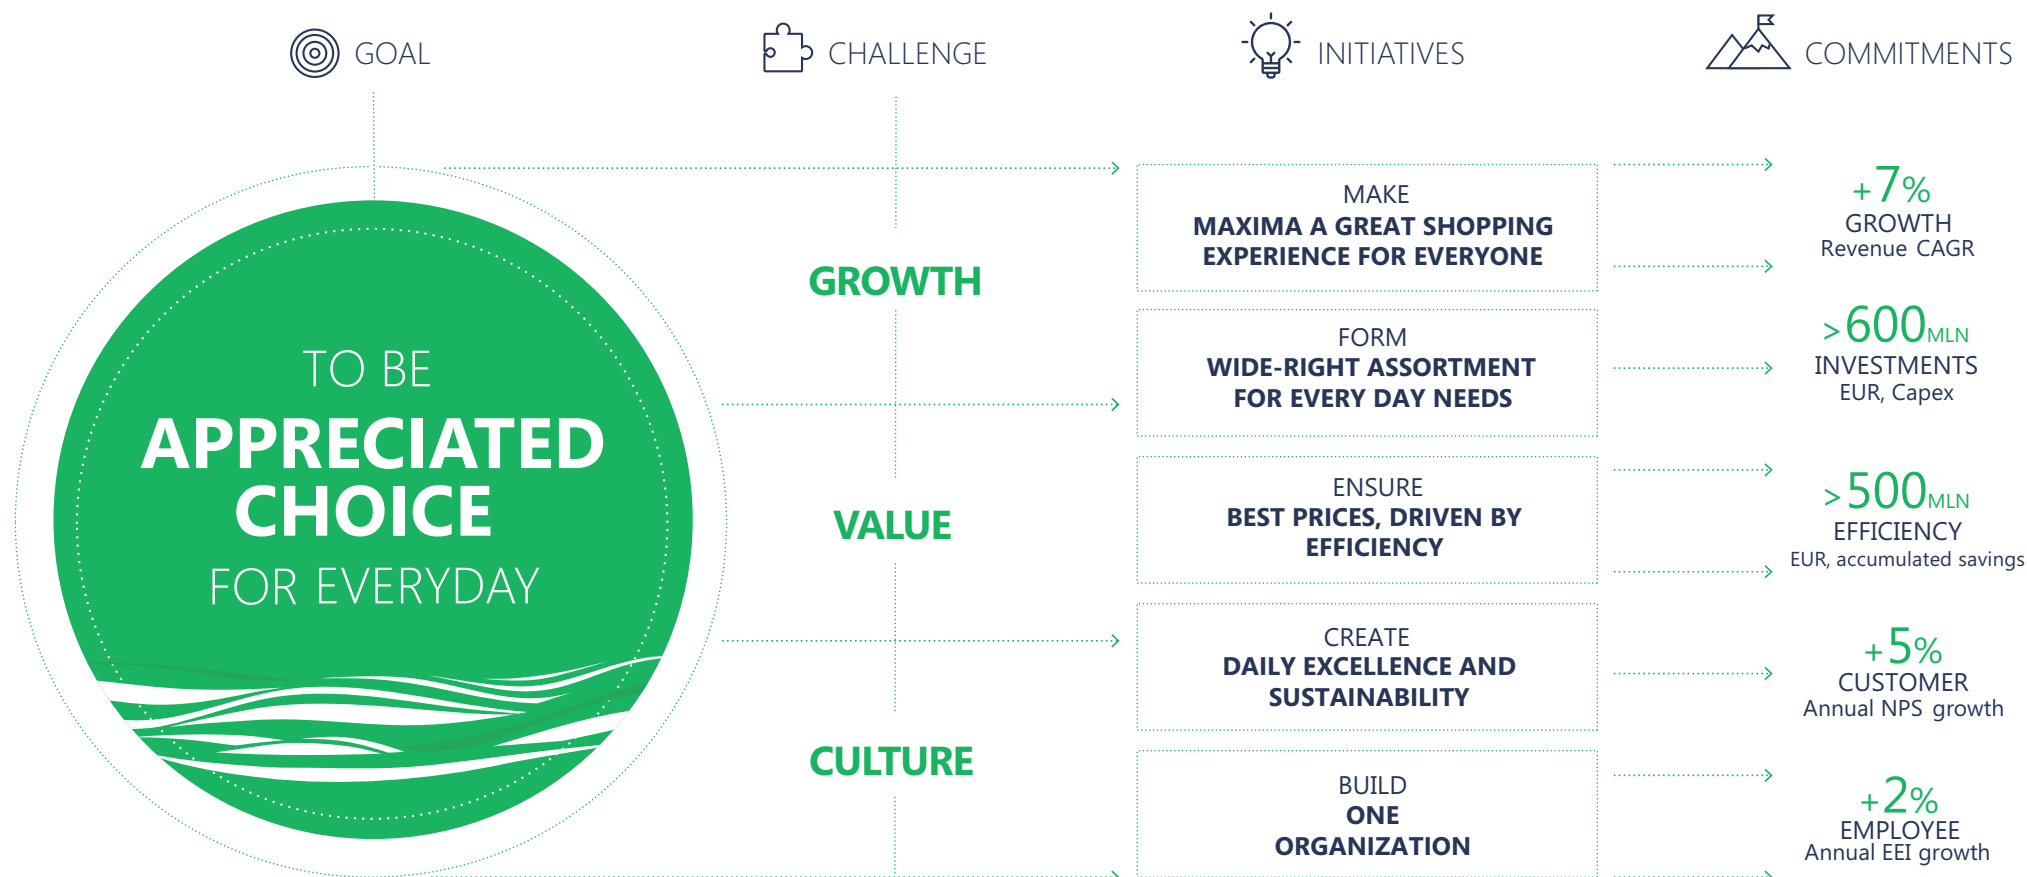 GOAL
CHALLENGE
INITIATIVES
COMMITMENTS
TO BE
APPRECIATED
CHOICE
FOR EVERYDAY
GROWTH
VALUE
CULTURE
MAKE
MAXIMA A GREAT SHOPPING
EXPERIENCE FOR EVERYONE
FORM
WIDE-RIGHT ASSORTMENT
FOR EVERY DAY NEEDS
ENSURE
BEST PRICES, DRIVEN BY
EFFICIENCY
CREATE
DAILY EXCELLENCE AND
SUSTAINABILITY
BUILD
ONE
ORGANIZATION
+7%
GROWTH
Revenue CAGR
>600MLN
INVESTMENTS
EUR, Capex
>500MLN
EFFICIENCY
EUR, accumulated savings
+5%
CUSTOMER
Annual NPS growth
+2%
EMPLOYEE
Annual EEI growth